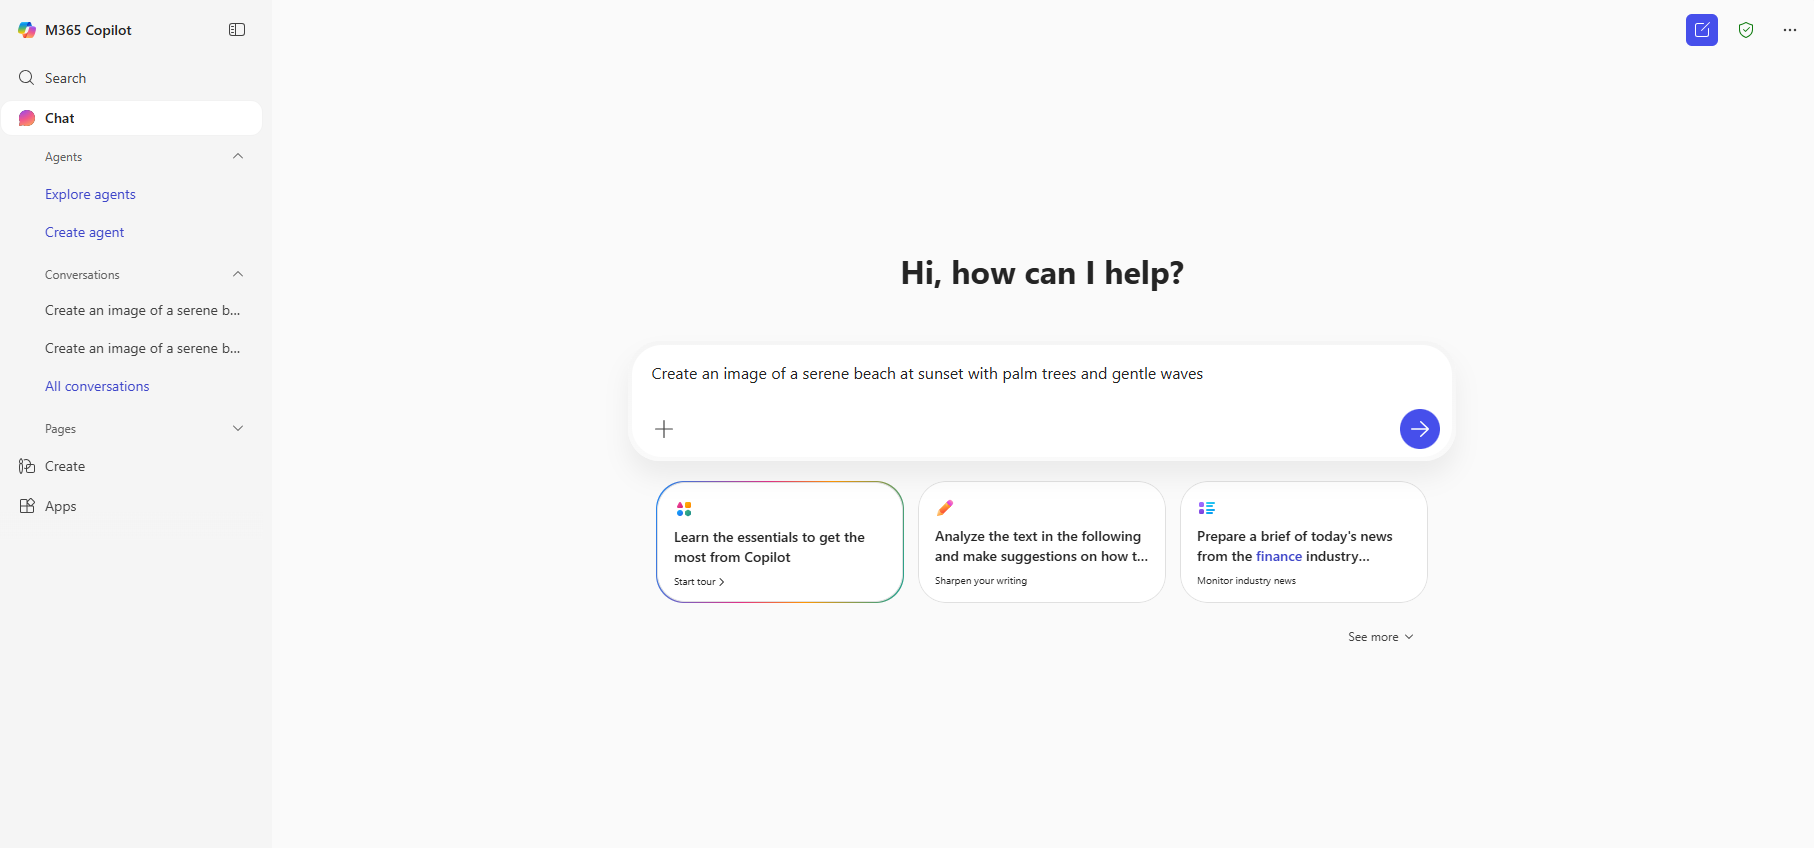 M365 Copilot
Search
Chat
Agents
Explore agents
Create agent
Conversations
Create an image of a serene b...
Create an image of a serene b...
All conversations
Pages
Create
Apps
Hi, how can I help?
Create an image of a serene beach at sunset with palm trees and gentle waves
Learn the essentials to get the
most from Copilot
Start tour
Analyze the text in the following
and make suggestions on how t...
Sharpen your writing
Prepare a brief of today's news
from the finance industry...
Monitor industry news
See more